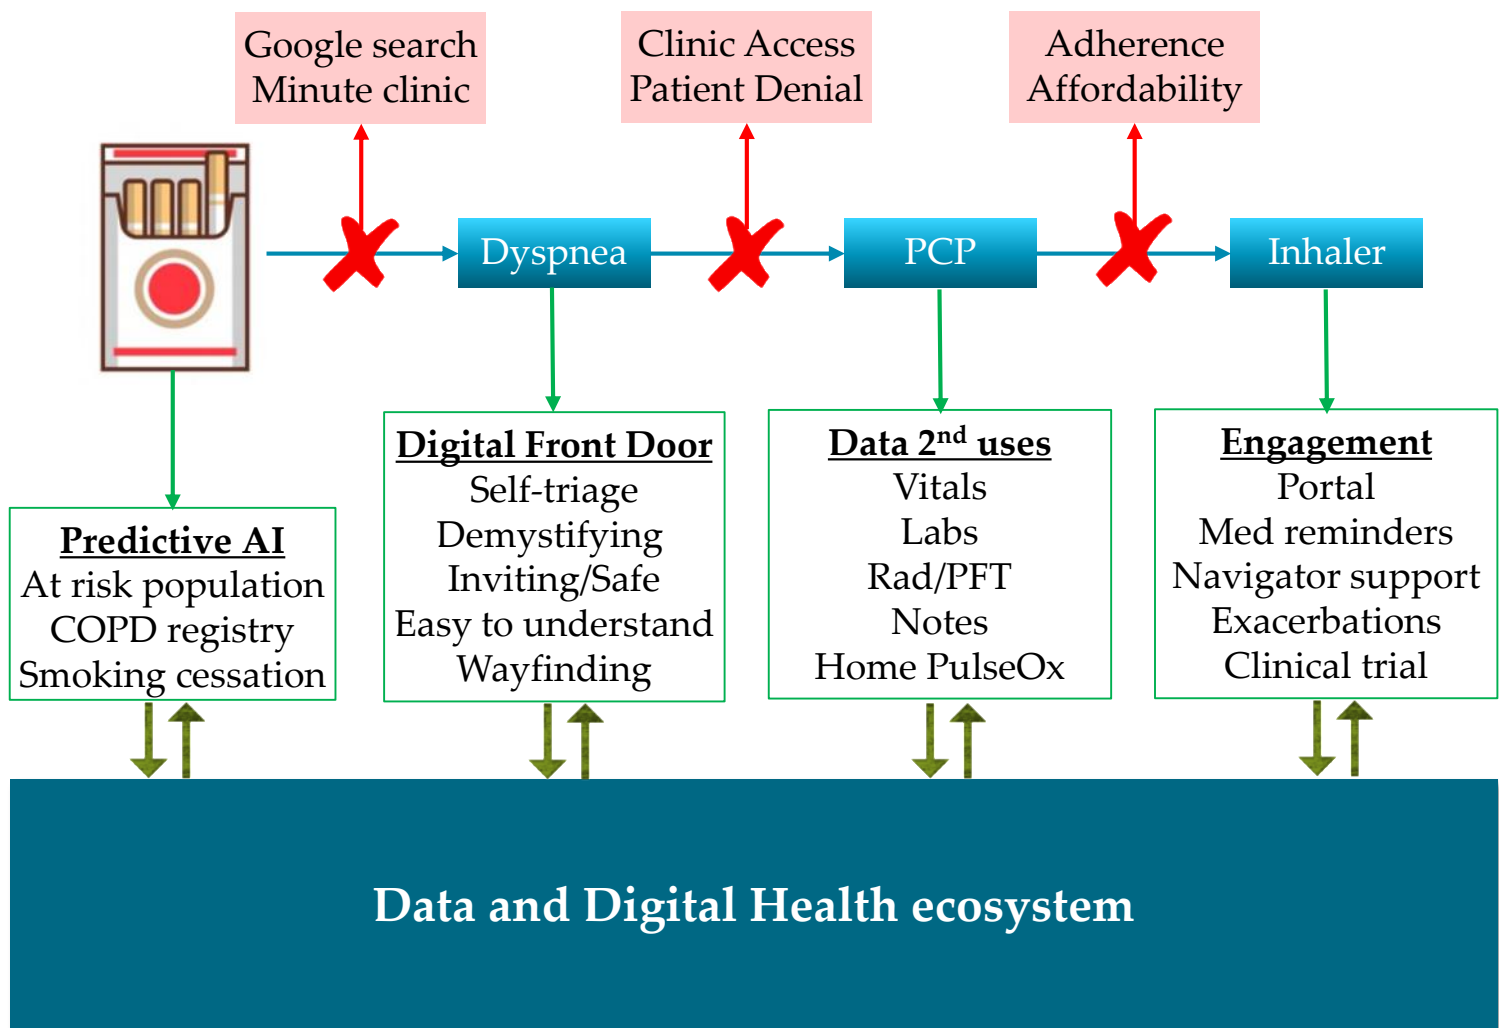 Google search
Minute clinic
Clinic Access
Patient Denial
Adherence
Affordability
Dyspnea
PCP
Inhaler
Predictive AI
At risk population
COPD registry
Smoking cessation
Digital Front Door
Self-triage
Demystifying
Inviting/Safe
Easy to understand
Wayfinding
Data 2nd uses
Vitals
Labs
Rad/PFT
Notes
Home PulseOx
Engagement
Portal
Med reminders
Navigator support
Exacerbations
Clinical trial
Data and Digital Health ecosystem